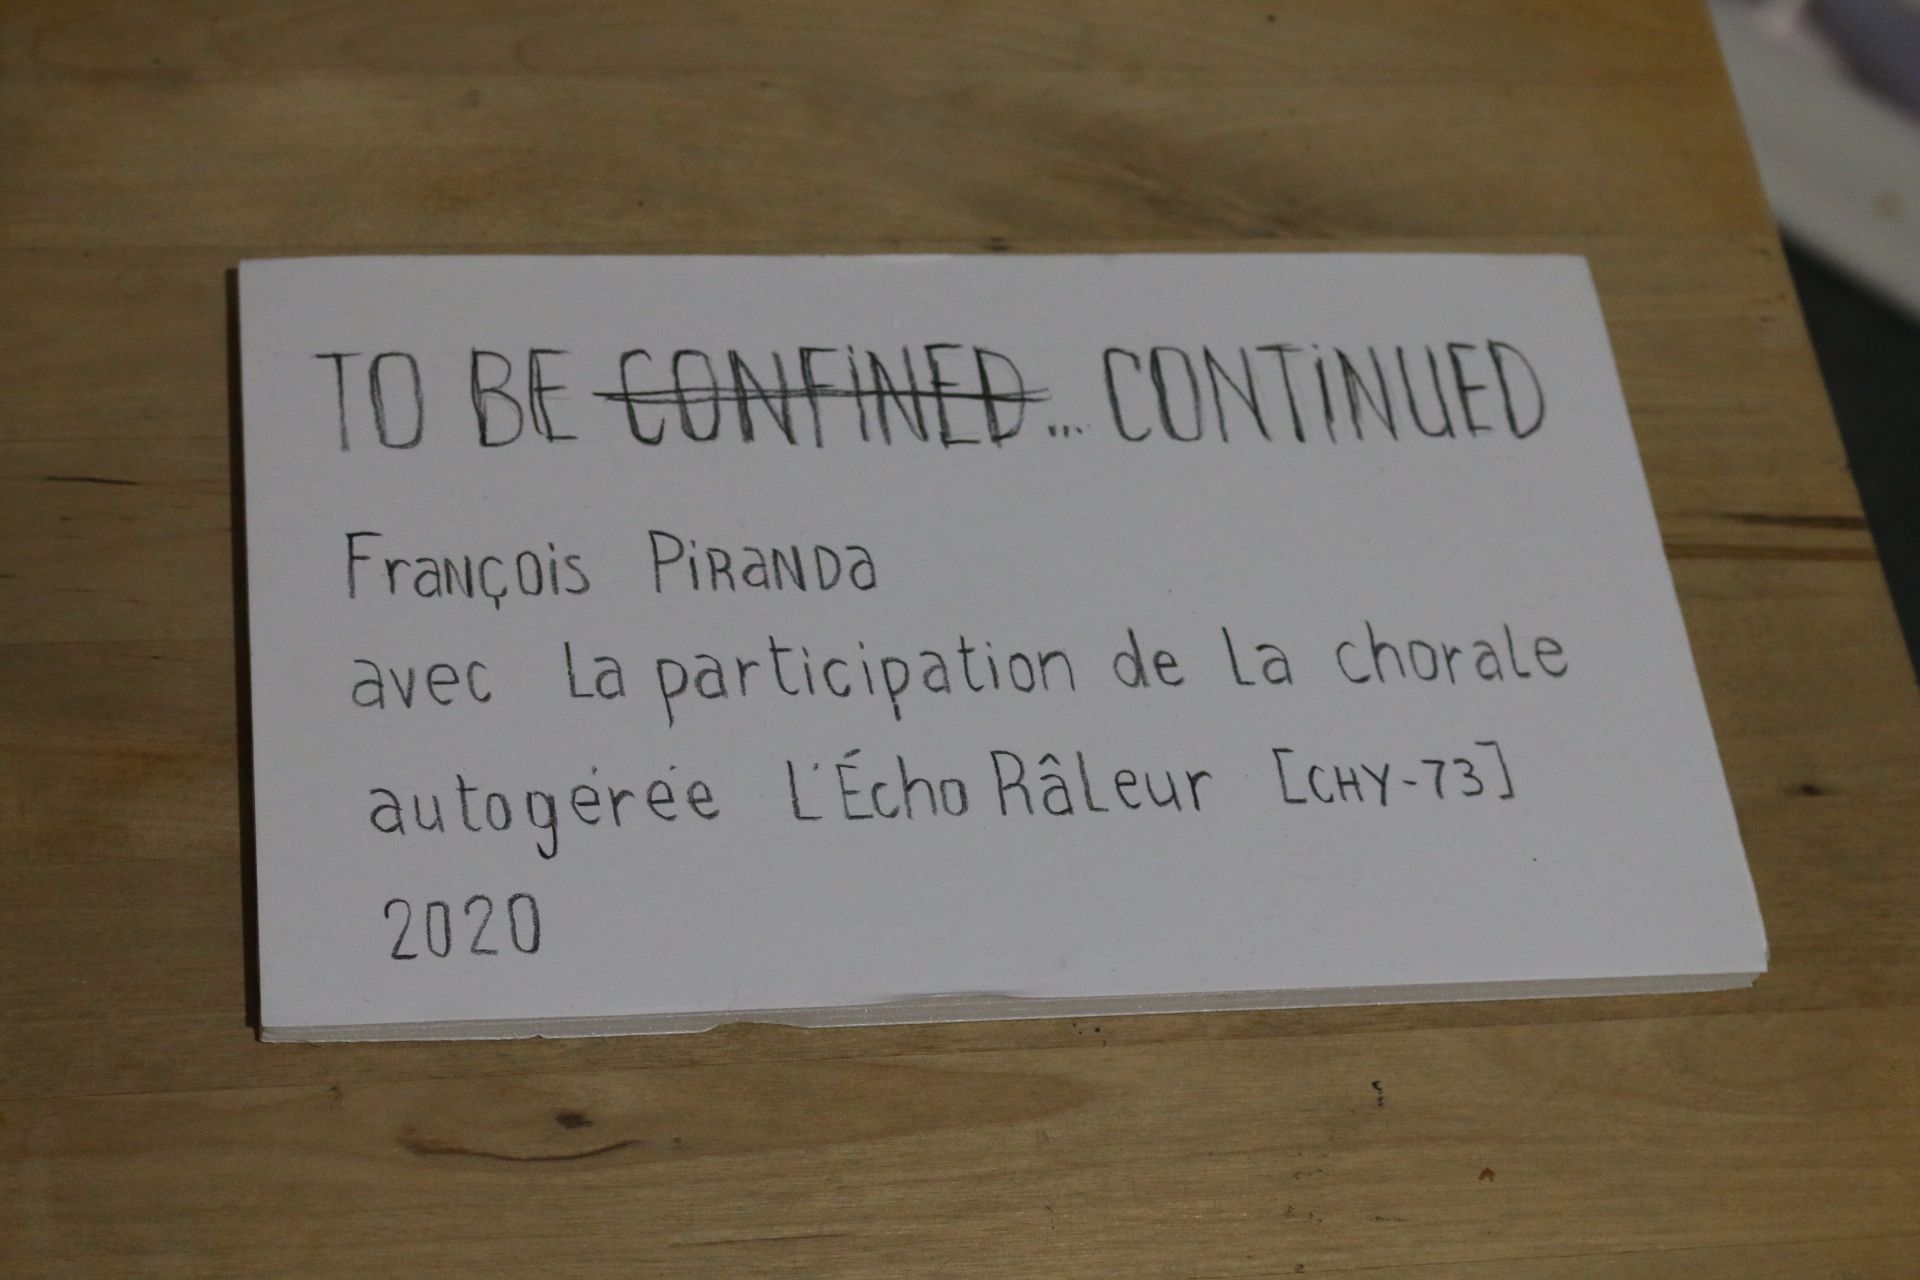 TO BE CONFINED... CONTINUED
François PiRaNDa
avec La participation de La choraLe
autogérée L'Écho RâLeur [CHY-73]
2020